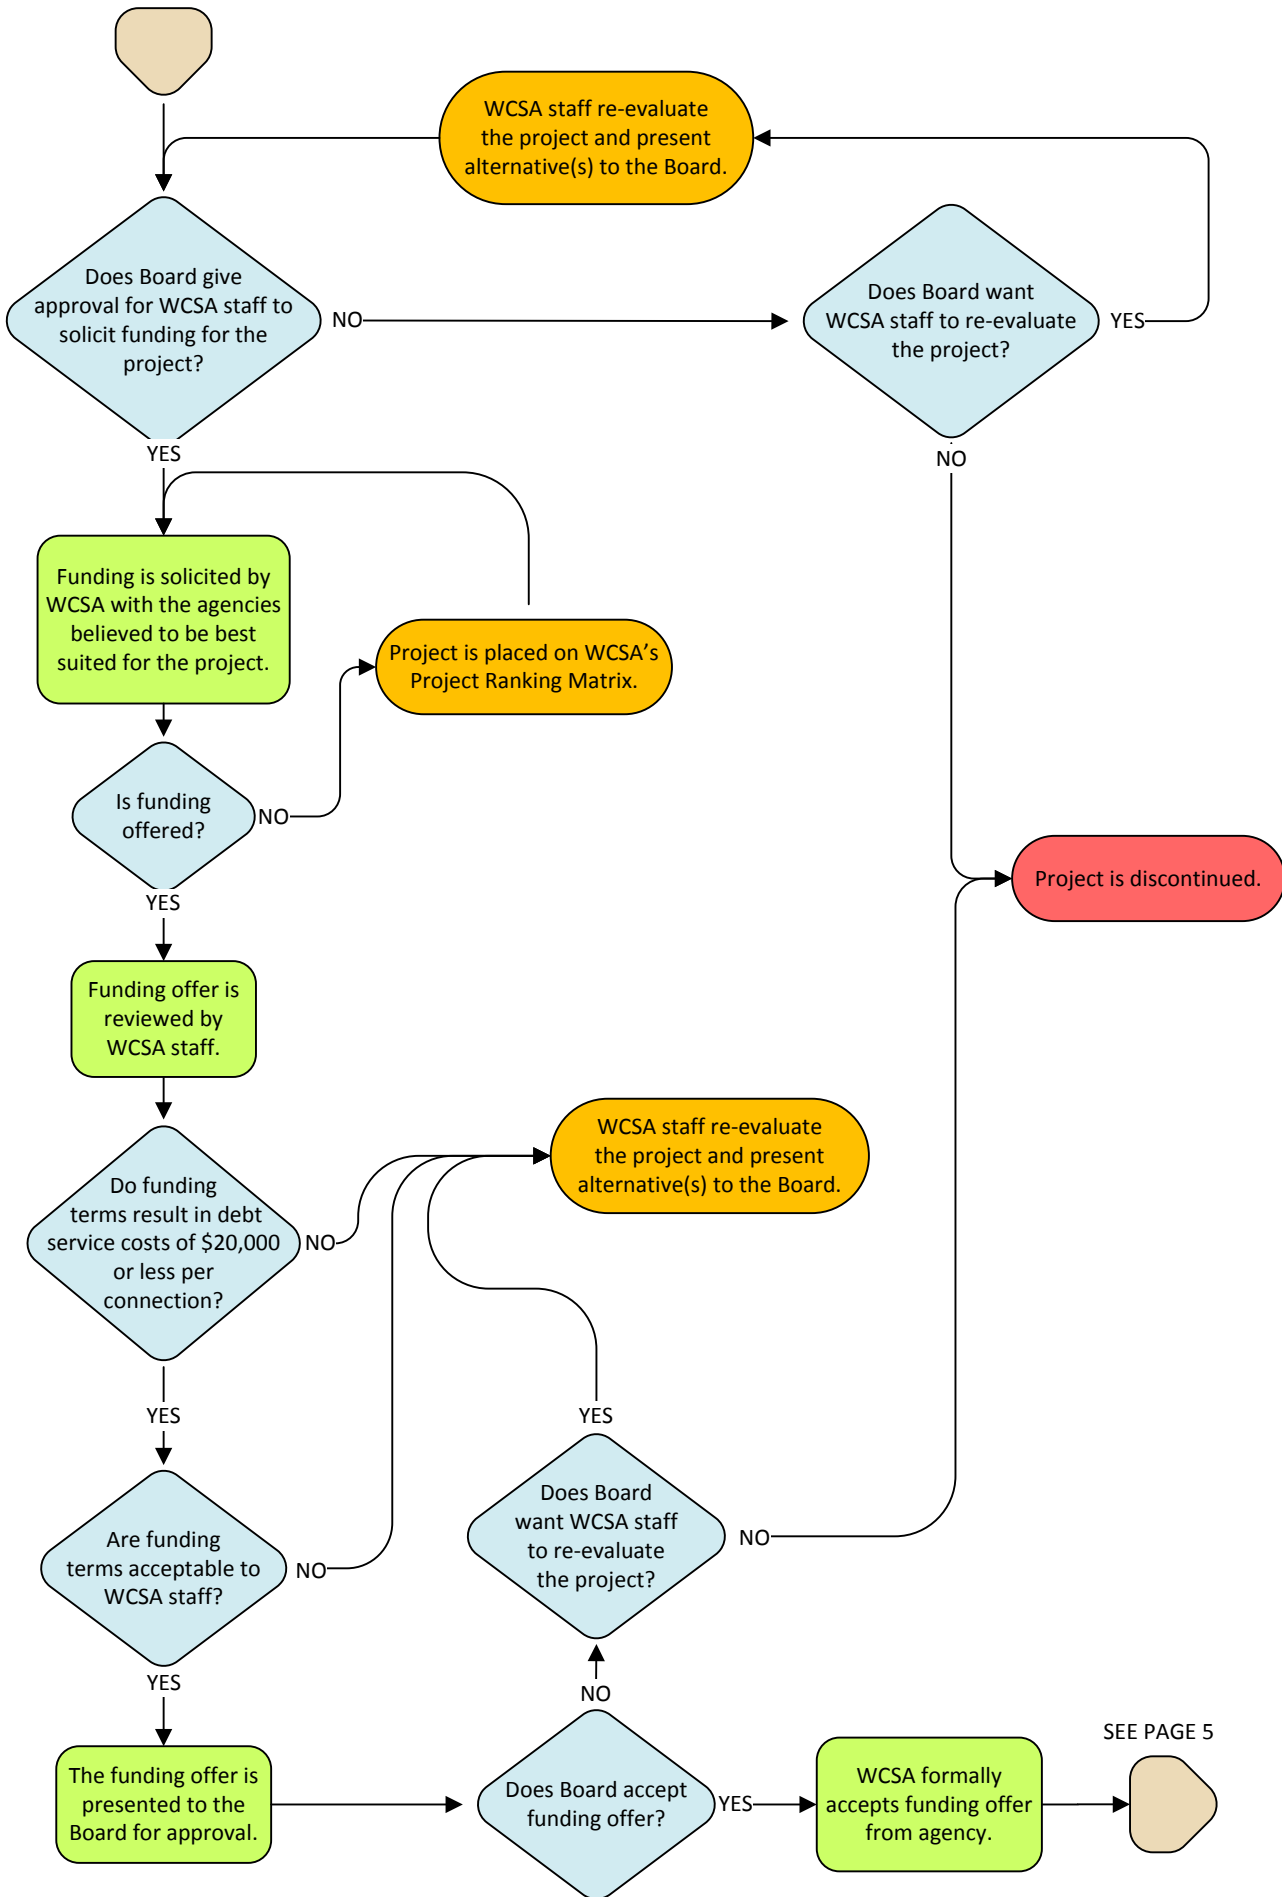 WCSA staff re-evaluate
the project and present
alternative(s) to the Board.
Does Board give
approval for WCSA staff to
solicit funding for the
project?
NO
Does Board want
WCSA staff to re-evaluate
the project?
YES
YES
NO
Funding is solicited by
WCSA with the agencies
believed to be best
suited for the project.
Project is placed on WCSA’s
Project Ranking Matrix.
Is funding
offered?
NO
YES
Project is discontinued.
Funding offer is
reviewed by
WCSA staff.
WCSA staff re-evaluate
the project and present
alternative(s) to the Board.
Do funding
terms result in debt
service costs of $20,000
or less per
connection?
NO
YES
YES
Does Board
want WCSA staff
to re-evaluate
the project?
NO
Are funding
terms acceptable to
WCSA staff?
NO
YES
NO
SEE PAGE 5
The funding offer is
presented to the
Board for approval.
Does Board accept
funding offer?
YES
WCSA formally
accepts funding offer
from agency.